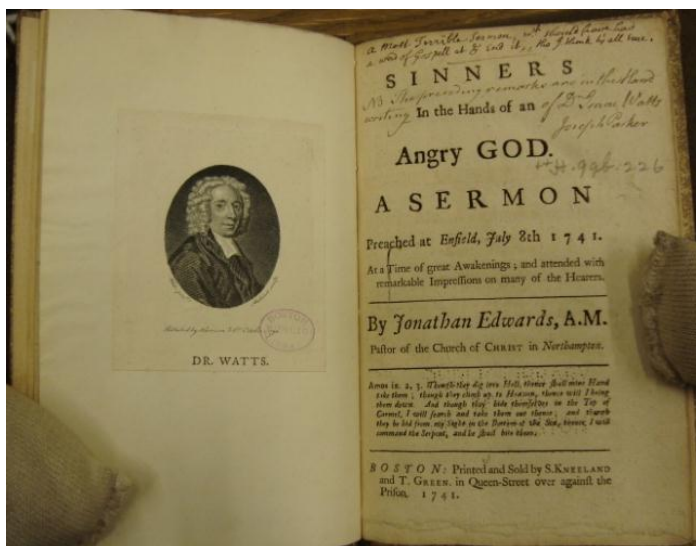 DR. WATTS.
a Most Terrible Sermon, wch should have had
a word of Gospell at ye End it, tho I think tis all true.
SINNERS
NB The preceding remarks are in the Hand
writing of Dr Isaac Watts
In the Hands of an
Joseph Parker
Angry GOD.
H.99b.226
A SERMON
Preached at Enfield, July 8th 1741.
At a Time of great Awakenings; and attended with
remarkable Impreſſions on many of the Hearers.
By Jonathan Edwards, A.M.
Paſtor of the Church of CHRIST in Northampton.
Amos ix. 2, 3. Though they dig into Hell, thence ſhall mine Hand
take them; though they climb up to Heaven, thence will I bring
them down. And though they hide themſelves in the Top of
Carmel, I will ſearch and take them out thence; and though
they be hid from my Sight in the Bottom of the Sea, thence I will
command the Serpent, and he ſhall bite them.
BOSTON: Printed and Sold by S. KNEELAND
and T. GREEN. in Queen-Street over againſt the
Priſon. 1741.